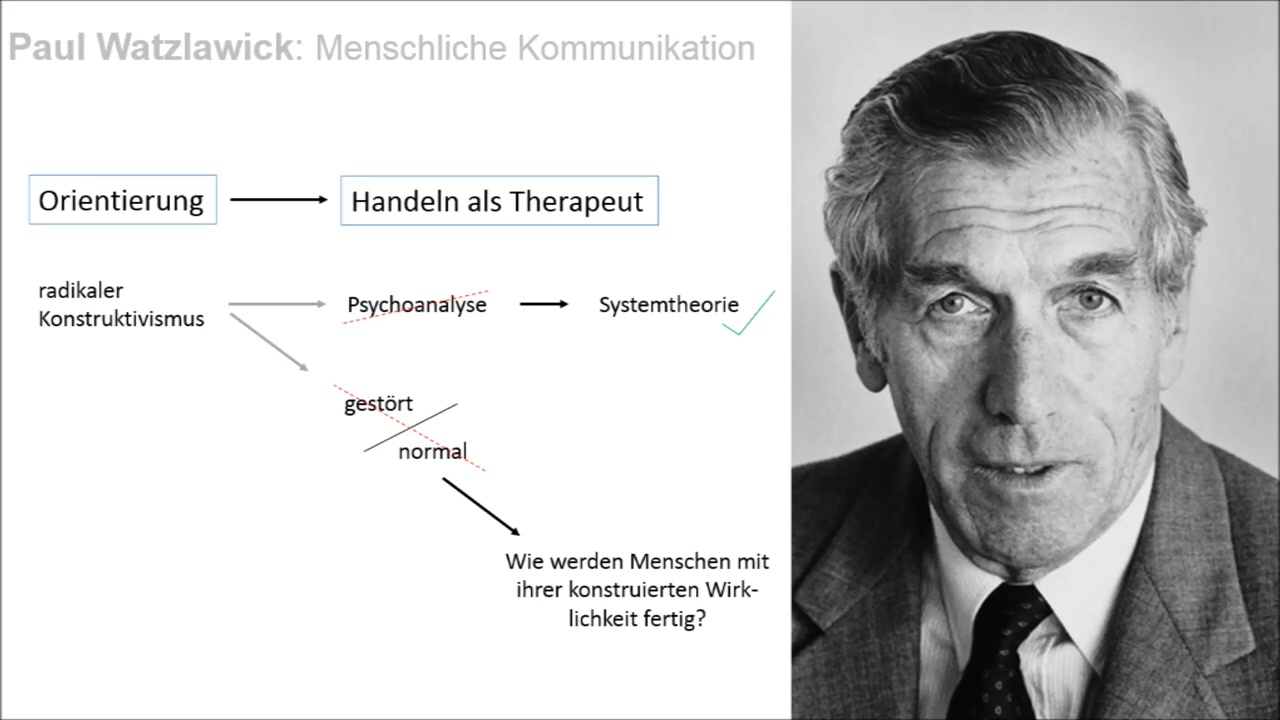 Paul Watzlawick: Menschliche Kommunikation
Orientierung
Handeln als Therapeut
radikaler
Konstruktivismus
Psychoanalyse
Systemtheorie
gestört
normal
Wie werden Menschen mit
ihrer konstruierten Wirk-
lichkeit fertig?